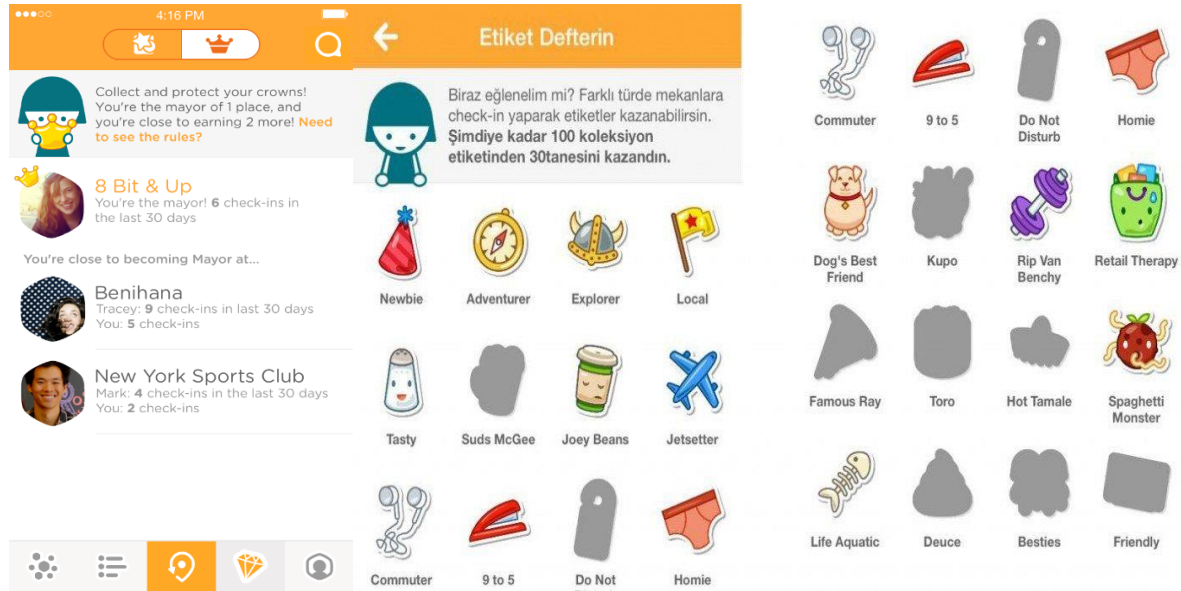 4:16 PM
Collect and protect your crowns!
You're the mayor of 1 place, and
you're close to earning 2 more! Need
to see the rules?
8 Bit & Up
You're the mayor! 6 check-ins in
the last 30 days
You're close to becoming Mayor at...
Benihana
Tracey: 9 check-ins in last 30 days
You: 5 check-ins
New York Sports Club
Mark: 4 check-ins in the last 30 days
You: 2 check-ins
Etiket Defterin
Biraz eğlenelim mi? Farklı türde mekanlara
check-in yaparak etiketler kazanabilirsin.
Şimdiye kadar 100 koleksiyon
etiketinden 30tanesini kazandın.
Newbie Adventurer Explorer Local
Tasty Suds McGee Joey Beans Jetsetter
Commuter 9 to 5 Do Not Homie
Commuter 9 to 5 Do Not Homie
Disturb
Dog's Best Kupo Rip Van Retail Therapy
Friend Benchy
Famous Ray Toro Hot Tamale Spaghetti
Monster
Life Aquatic Deuce Besties Friendly